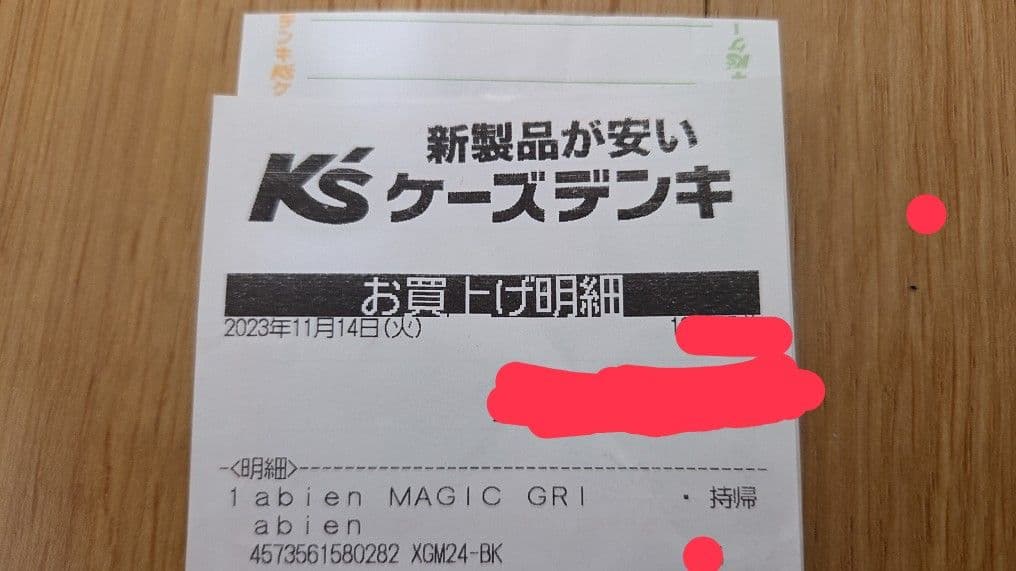 新製品が安い
K's ケーズデンキ
お買上げ明細
2023年11月14日(火)
-<明細>-
1 abien MAGIC GRI ・ 持帰
abien
4573561580282 XGM24-BK